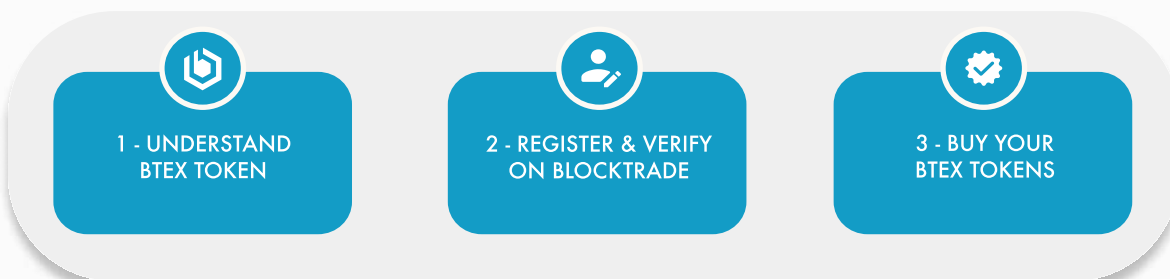 1 - UNDERSTAND
BTEX TOKEN
2 - REGISTER & VERIFY
ON BLOCKTRADE
3 - BUY YOUR
BTEX TOKENS